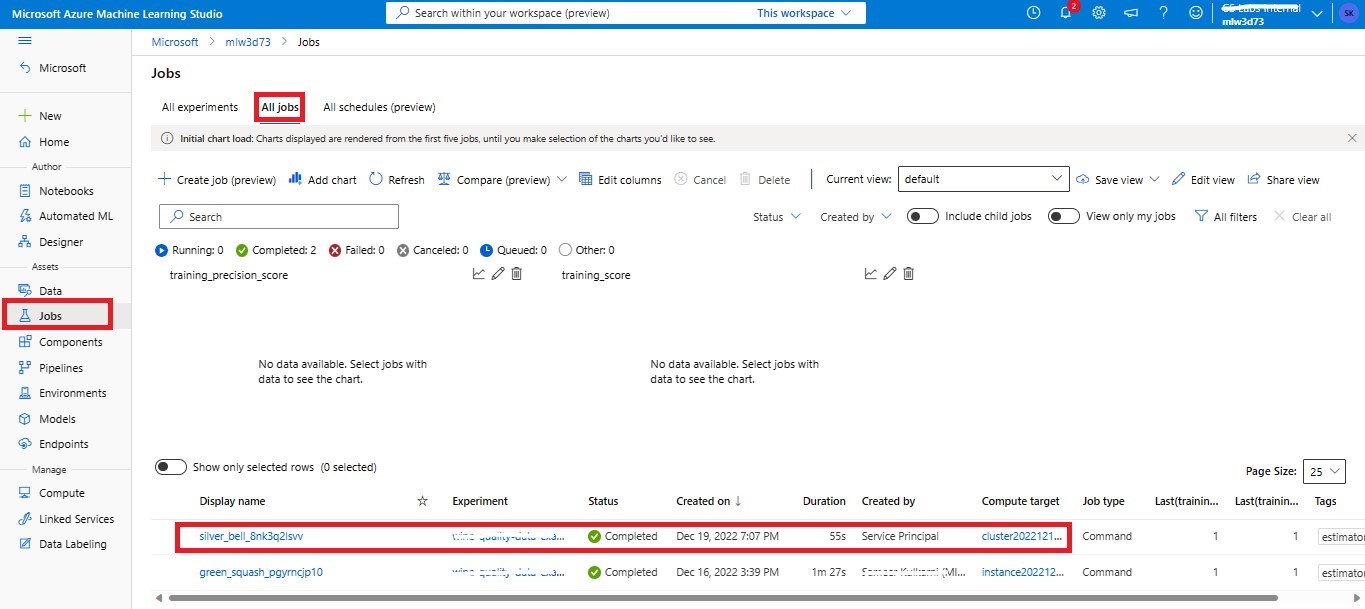 Microsoft Azure Machine Learning Studio
Search within your workspace (preview) This workspace
2
mlw3d73
SK
Microsoft > mlw3d73 > Jobs
Microsoft
Jobs
All experiments All jobs All schedules (preview)
New
Initial chart load: Charts displayed are rendered from the first five jobs, until you make selection of the charts you'd like to see.
Home
Author
Create job (preview) Add chart Refresh Compare (preview) Edit columns Cancel Delete Current view: default Save view Edit view Share view
Notebooks
Automated ML
Search Status Created by Include child jobs View only my jobs All filters Clear all
Designer
Running: 0 Completed: 2 Failed: 0 Canceled: 0 Queued: 0 Other: 0
Assets
training_precision_score training_score
Data
Jobs
Components
Pipelines
No data available. Select jobs with data to see the chart.
No data available. Select jobs with data to see the chart.
Environments
Models
Endpoints
Manage
Show only selected rows (0 selected) Page Size: 25
Compute
Linked Services
Data Labeling
Display name Experiment Status Created on ↓ Duration Created by Compute target Job type Last(trainin... Last(trainin... Tags
silver_bell_8nk3q2lsvv Completed Dec 19, 2022 7:07 PM 55s Service Principal cluster2022121... Command 1 1 estimator
green_squash_pgyrncjp10 Completed Dec 16, 2022 3:39 PM 1m 27s instance202212... Command 1 1 estimator